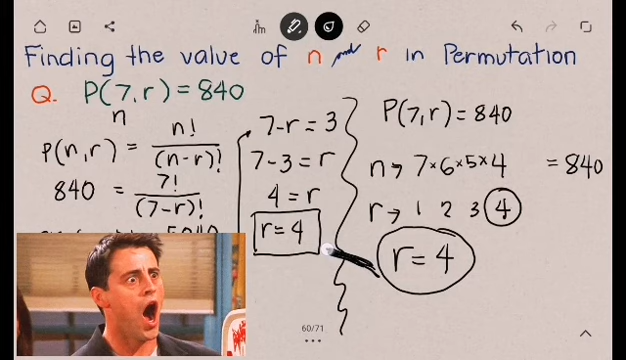 Finding the value of n and r in Permutation
Q. P(7,r) = 840
n
P(n,r) = n!/(n-r)!
840 = 7!/(7-r)!
5040
7-r = 3
7-3 = r
4 = r
r = 4
P(7,r) = 840
n → 7×6×5×4 = 840
r → 1 2 3 4
r = 4
60/71